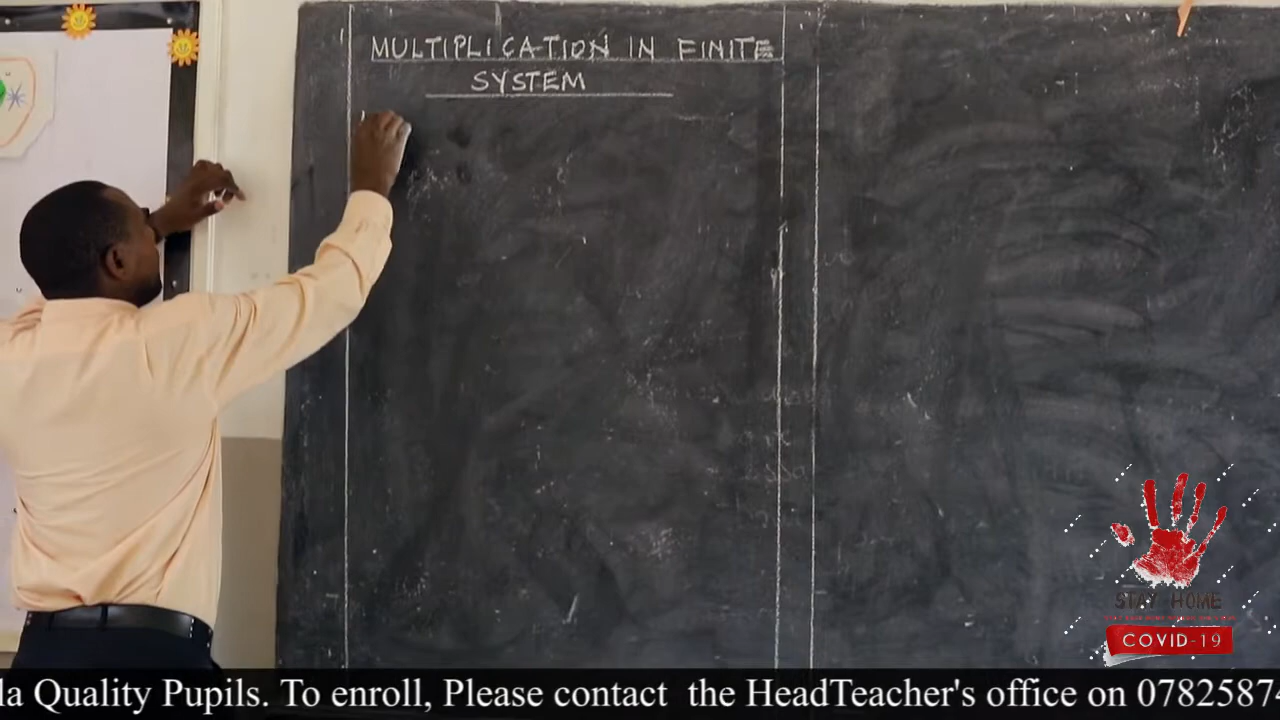 MULTIPLICATION IN FINITE
SYSTEM
STAY HOME
COVID-19
la Quality Pupils. To enroll, Please contact the HeadTeacher's office on 07825874